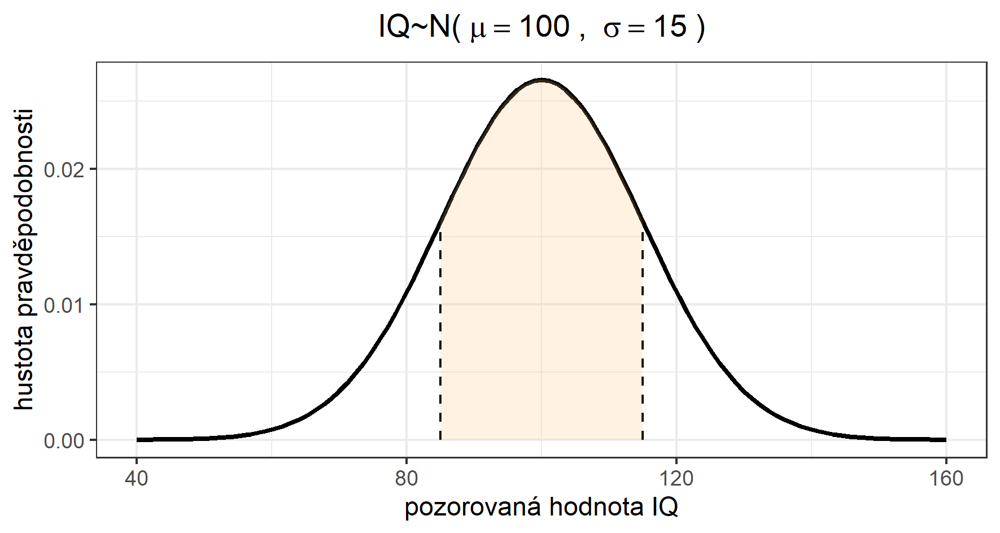 IQ~N( μ = 100 , σ = 15 )
hustota pravděpodobnosti
0.02
0.01
0.00
40 80 120 160
pozorovaná hodnota IQ